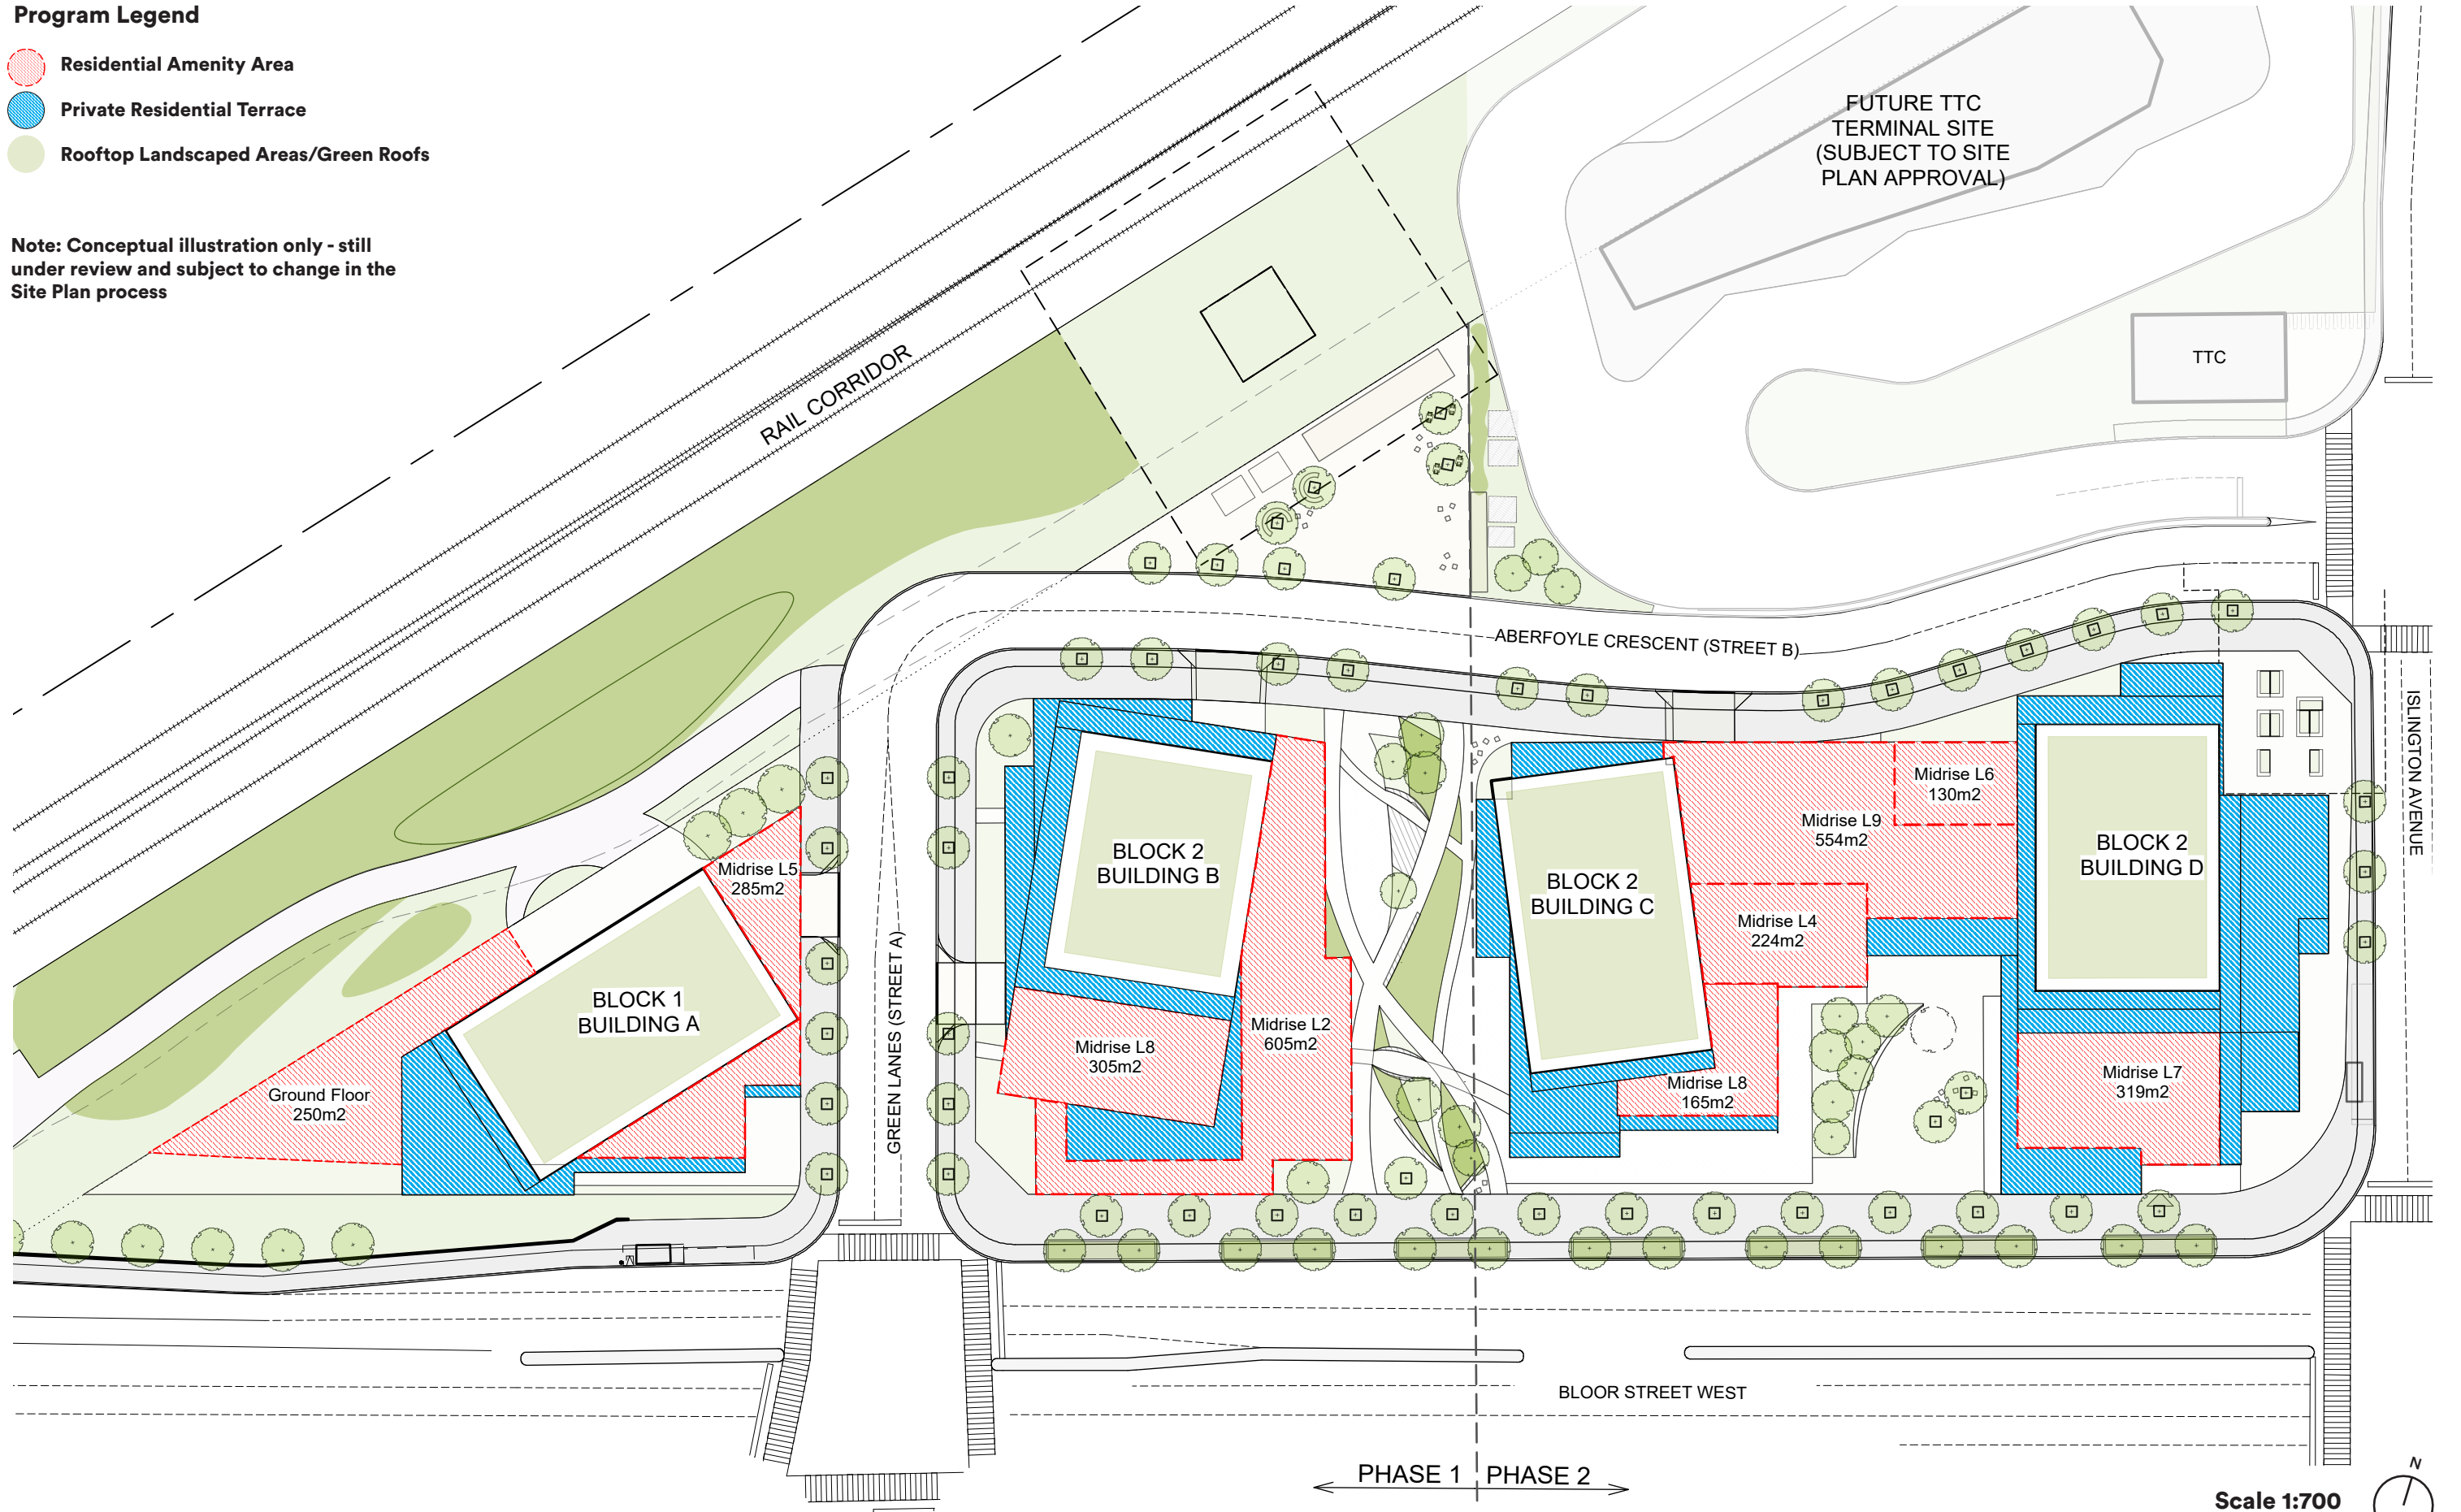 Program Legend
Residential Amenity Area
Private Residential Terrace
Rooftop Landscaped Areas/Green Roofs
Note: Conceptual illustration only - still
under review and subject to change in the
Site Plan process
FUTURE TTC
TERMINAL SITE
(SUBJECT TO SITE
PLAN APPROVAL)
TTC
RAIL CORRIDOR
ABERFOYLE CRESCENT (STREET B)
ISLINGTON AVENUE
GREEN LANES (STREET A)
Midrise L5
285m2
BLOCK 1
BUILDING A
Ground Floor
250m2
BLOCK 2
BUILDING B
Midrise L8
305m2
Midrise L2
605m2
BLOCK 2
BUILDING C
Midrise L9
554m2
Midrise L6
130m2
Midrise L4
224m2
Midrise L8
165m2
BLOCK 2
BUILDING D
Midrise L7
319m2
BLOOR STREET WEST
PHASE 1
PHASE 2
N
Scale 1:700